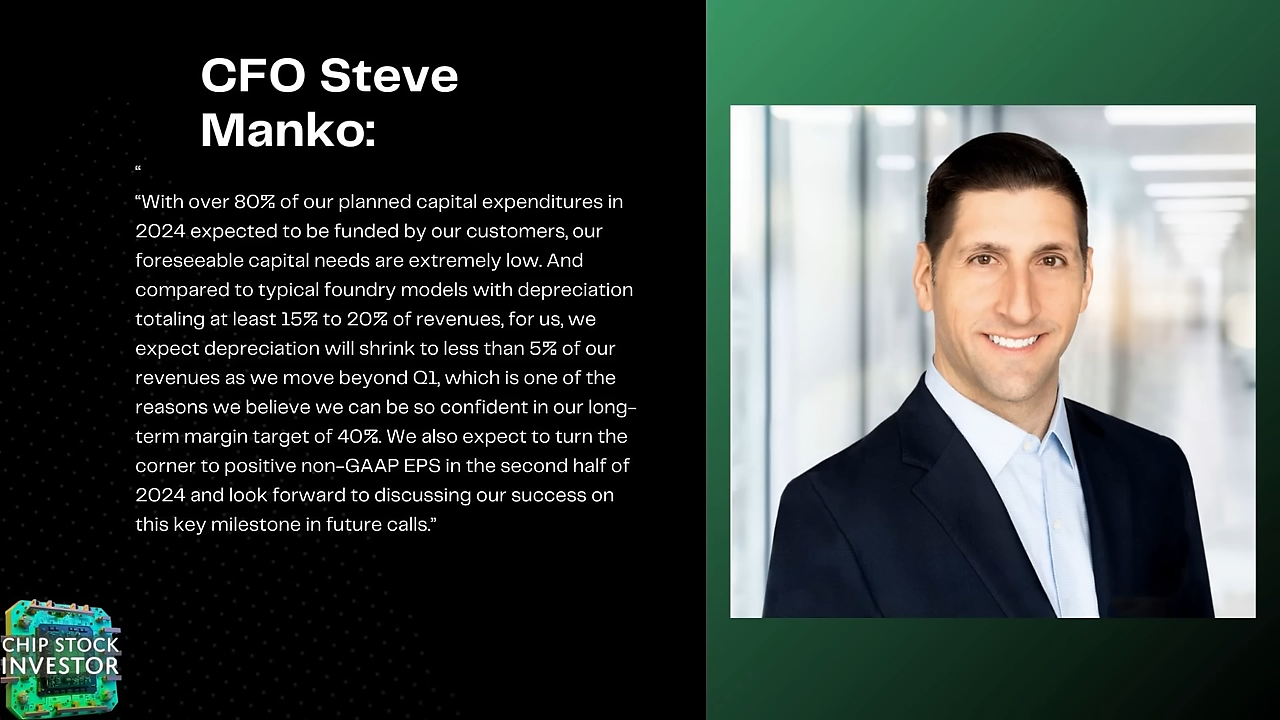 CFO Steve
Manko:
“
“With over 80% of our planned capital expenditures in
2024 expected to be funded by our customers, our
foreseeable capital needs are extremely low. And
compared to typical foundry models with depreciation
totaling at least 15% to 20% of revenues, for us, we
expect depreciation will shrink to less than 5% of our
revenues as we move beyond Q1, which is one of the
reasons we believe we can be so confident in our long-
term margin target of 40%. We also expect to turn the
corner to positive non-GAAP EPS in the second half of
2024 and look forward to discussing our success on
this key milestone in future calls.”
CHIP STOCK
INVESTOR